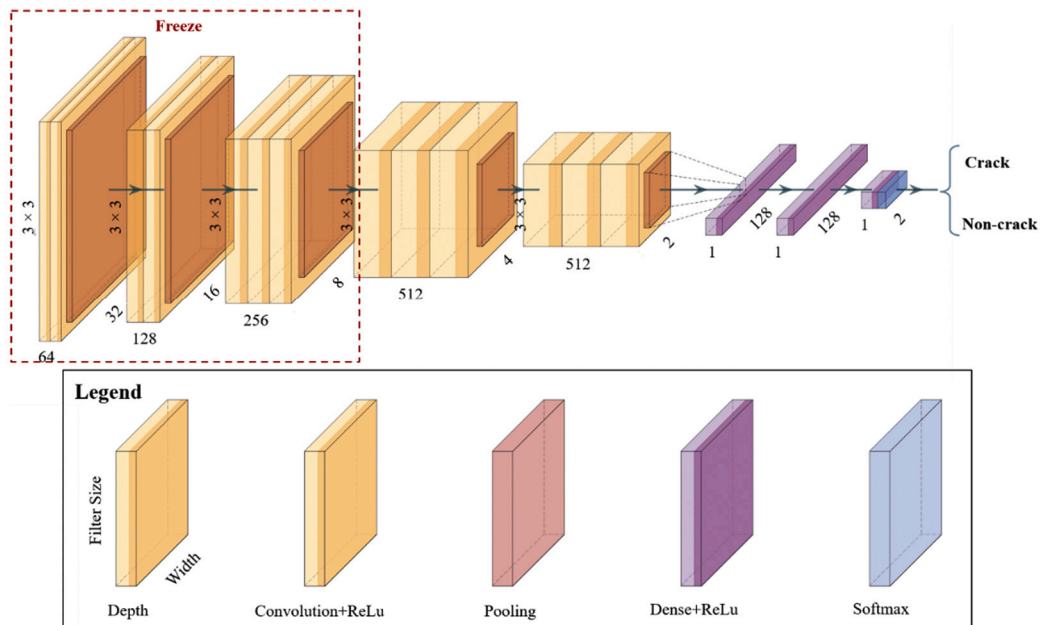 Freeze
3 × 3
64
32
3 × 3
128
16
3 × 3
256
8
3 × 3
512
4
3 × 3
512
2
1
128
1
128
1
2
Crack
Non-crack
Legend
Filter Size
Width
Depth
Convolution+ReLu
Pooling
Dense+ReLu
Softmax